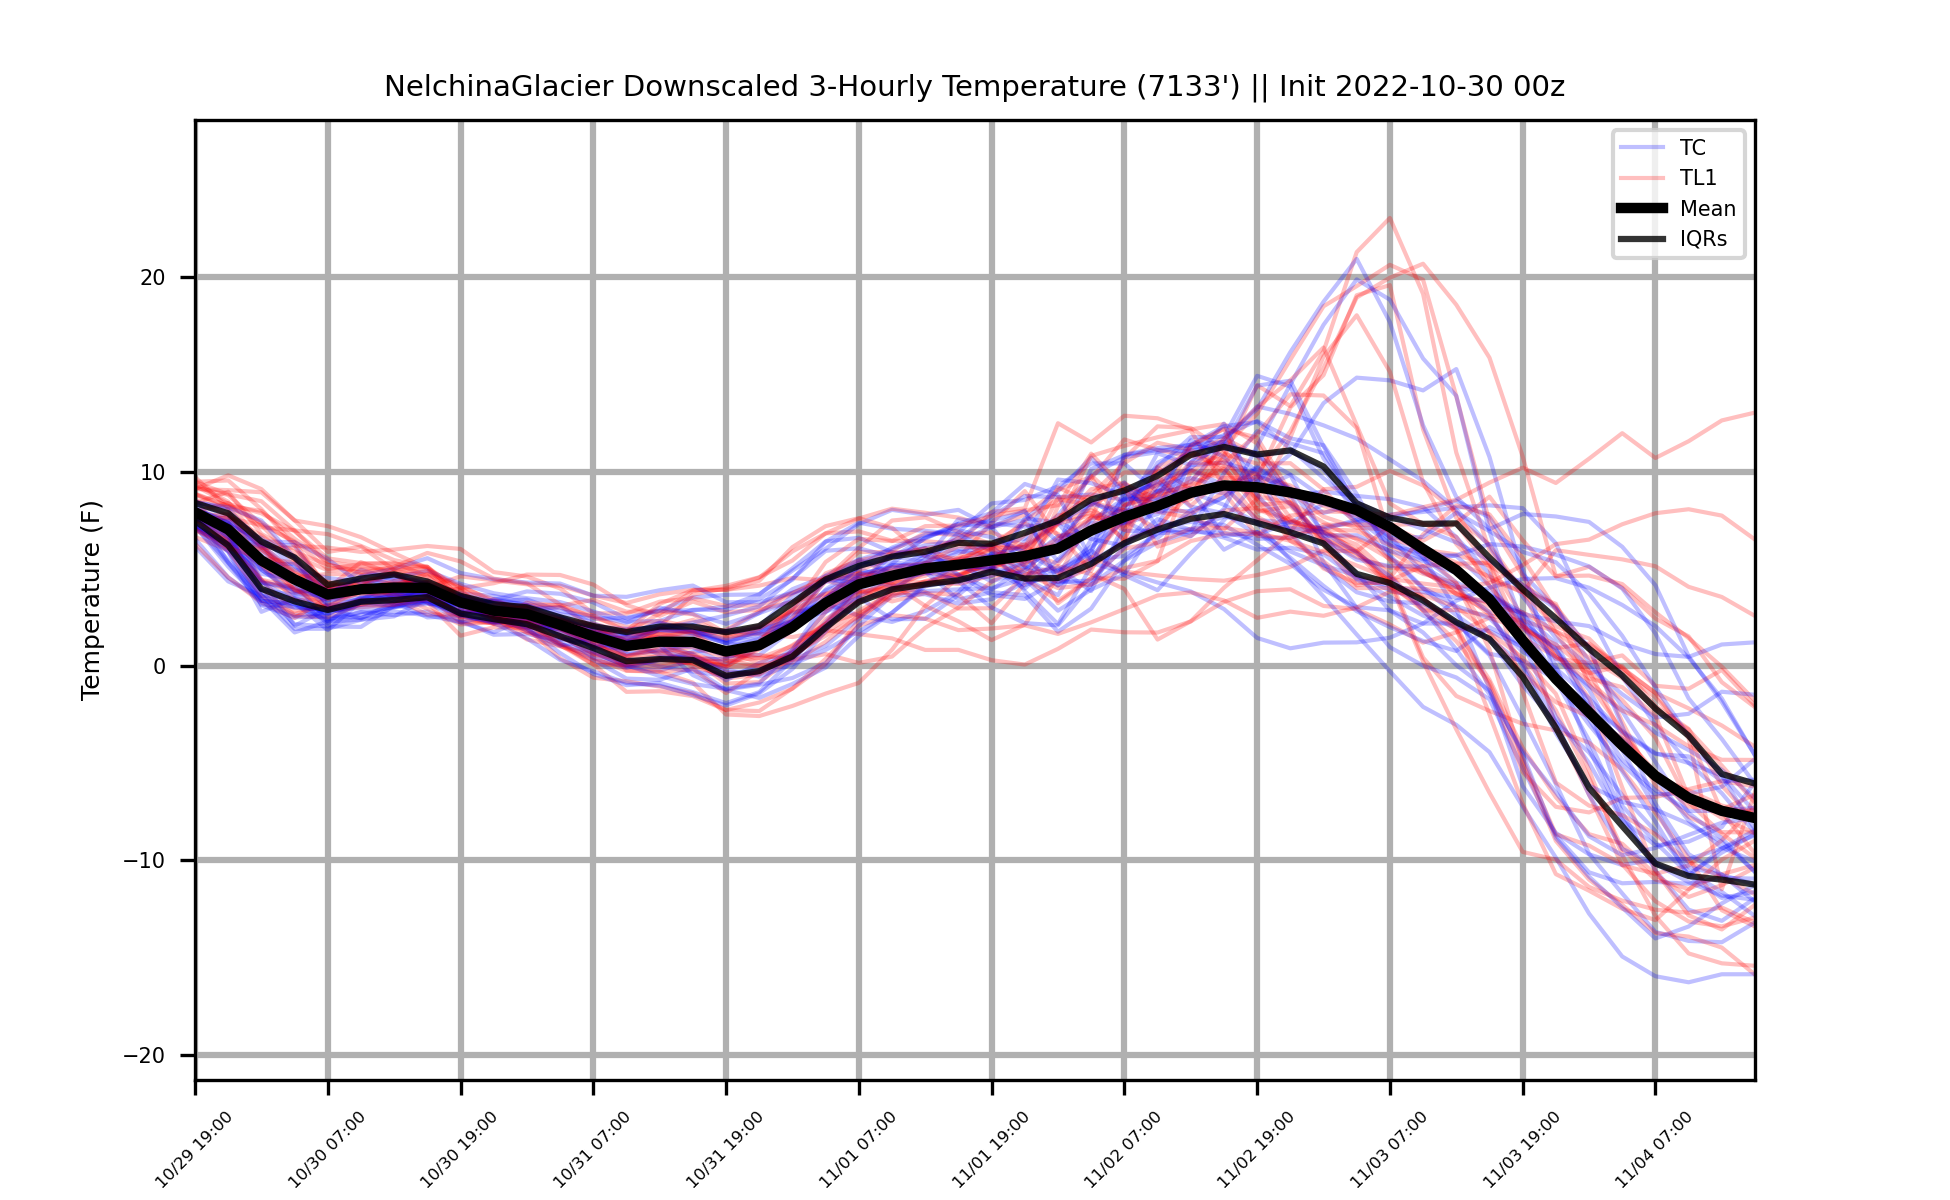 NelchinaGlacier Downscaled 3-Hourly Temperature (7133') || Init 2022-10-30 00z
TC
TL1
Mean
IQRs
Temperature (F)
20
10
0
−10
−20
10/29 19:00
10/30 07:00
10/30 19:00
10/31 07:00
10/31 19:00
11/01 07:00
11/01 19:00
11/02 07:00
11/02 19:00
11/03 07:00
11/03 19:00
11/04 07:00